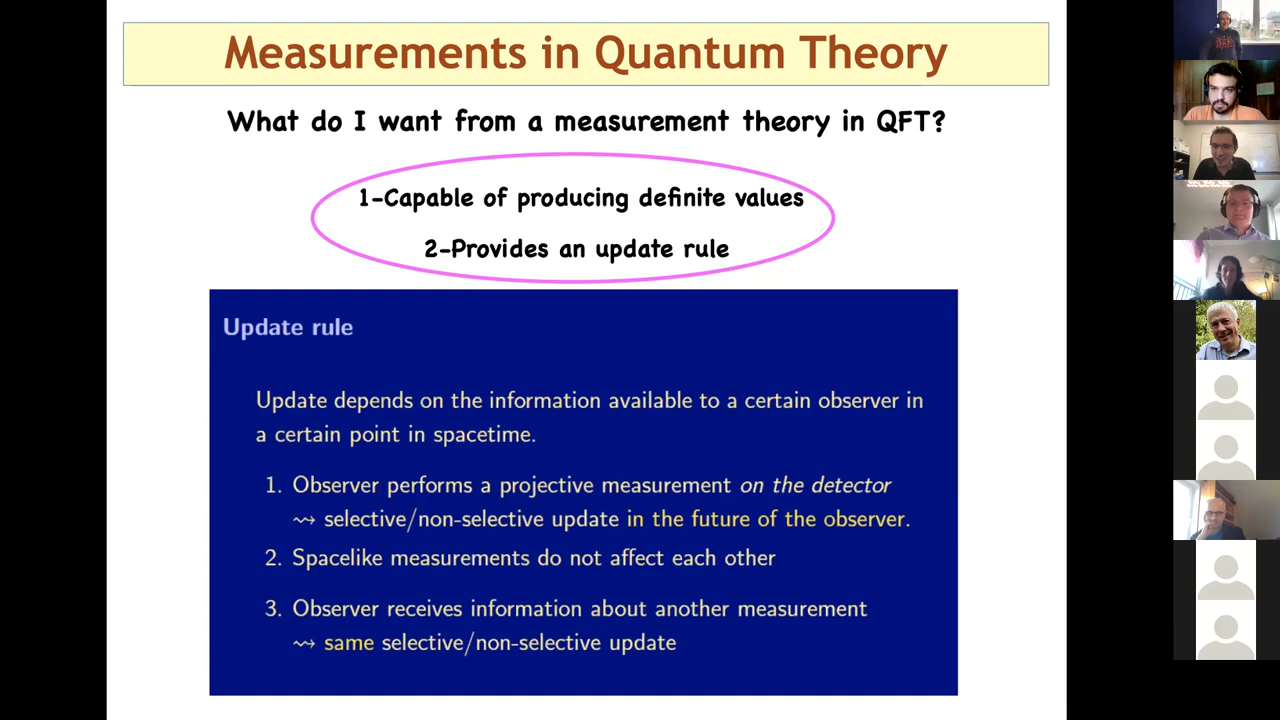 Measurements in Quantum Theory
What do I want from a measurement theory in QFT?
1-Capable of producing definite values
2-Provides an update rule
Update rule
Update depends on the information available to a certain observer in
a certain point in spacetime.
1. Observer performs a projective measurement on the detector
⇝ selective/non-selective update in the future of the observer.
2. Spacelike measurements do not affect each other
3. Observer receives information about another measurement
⇝ same selective/non-selective update